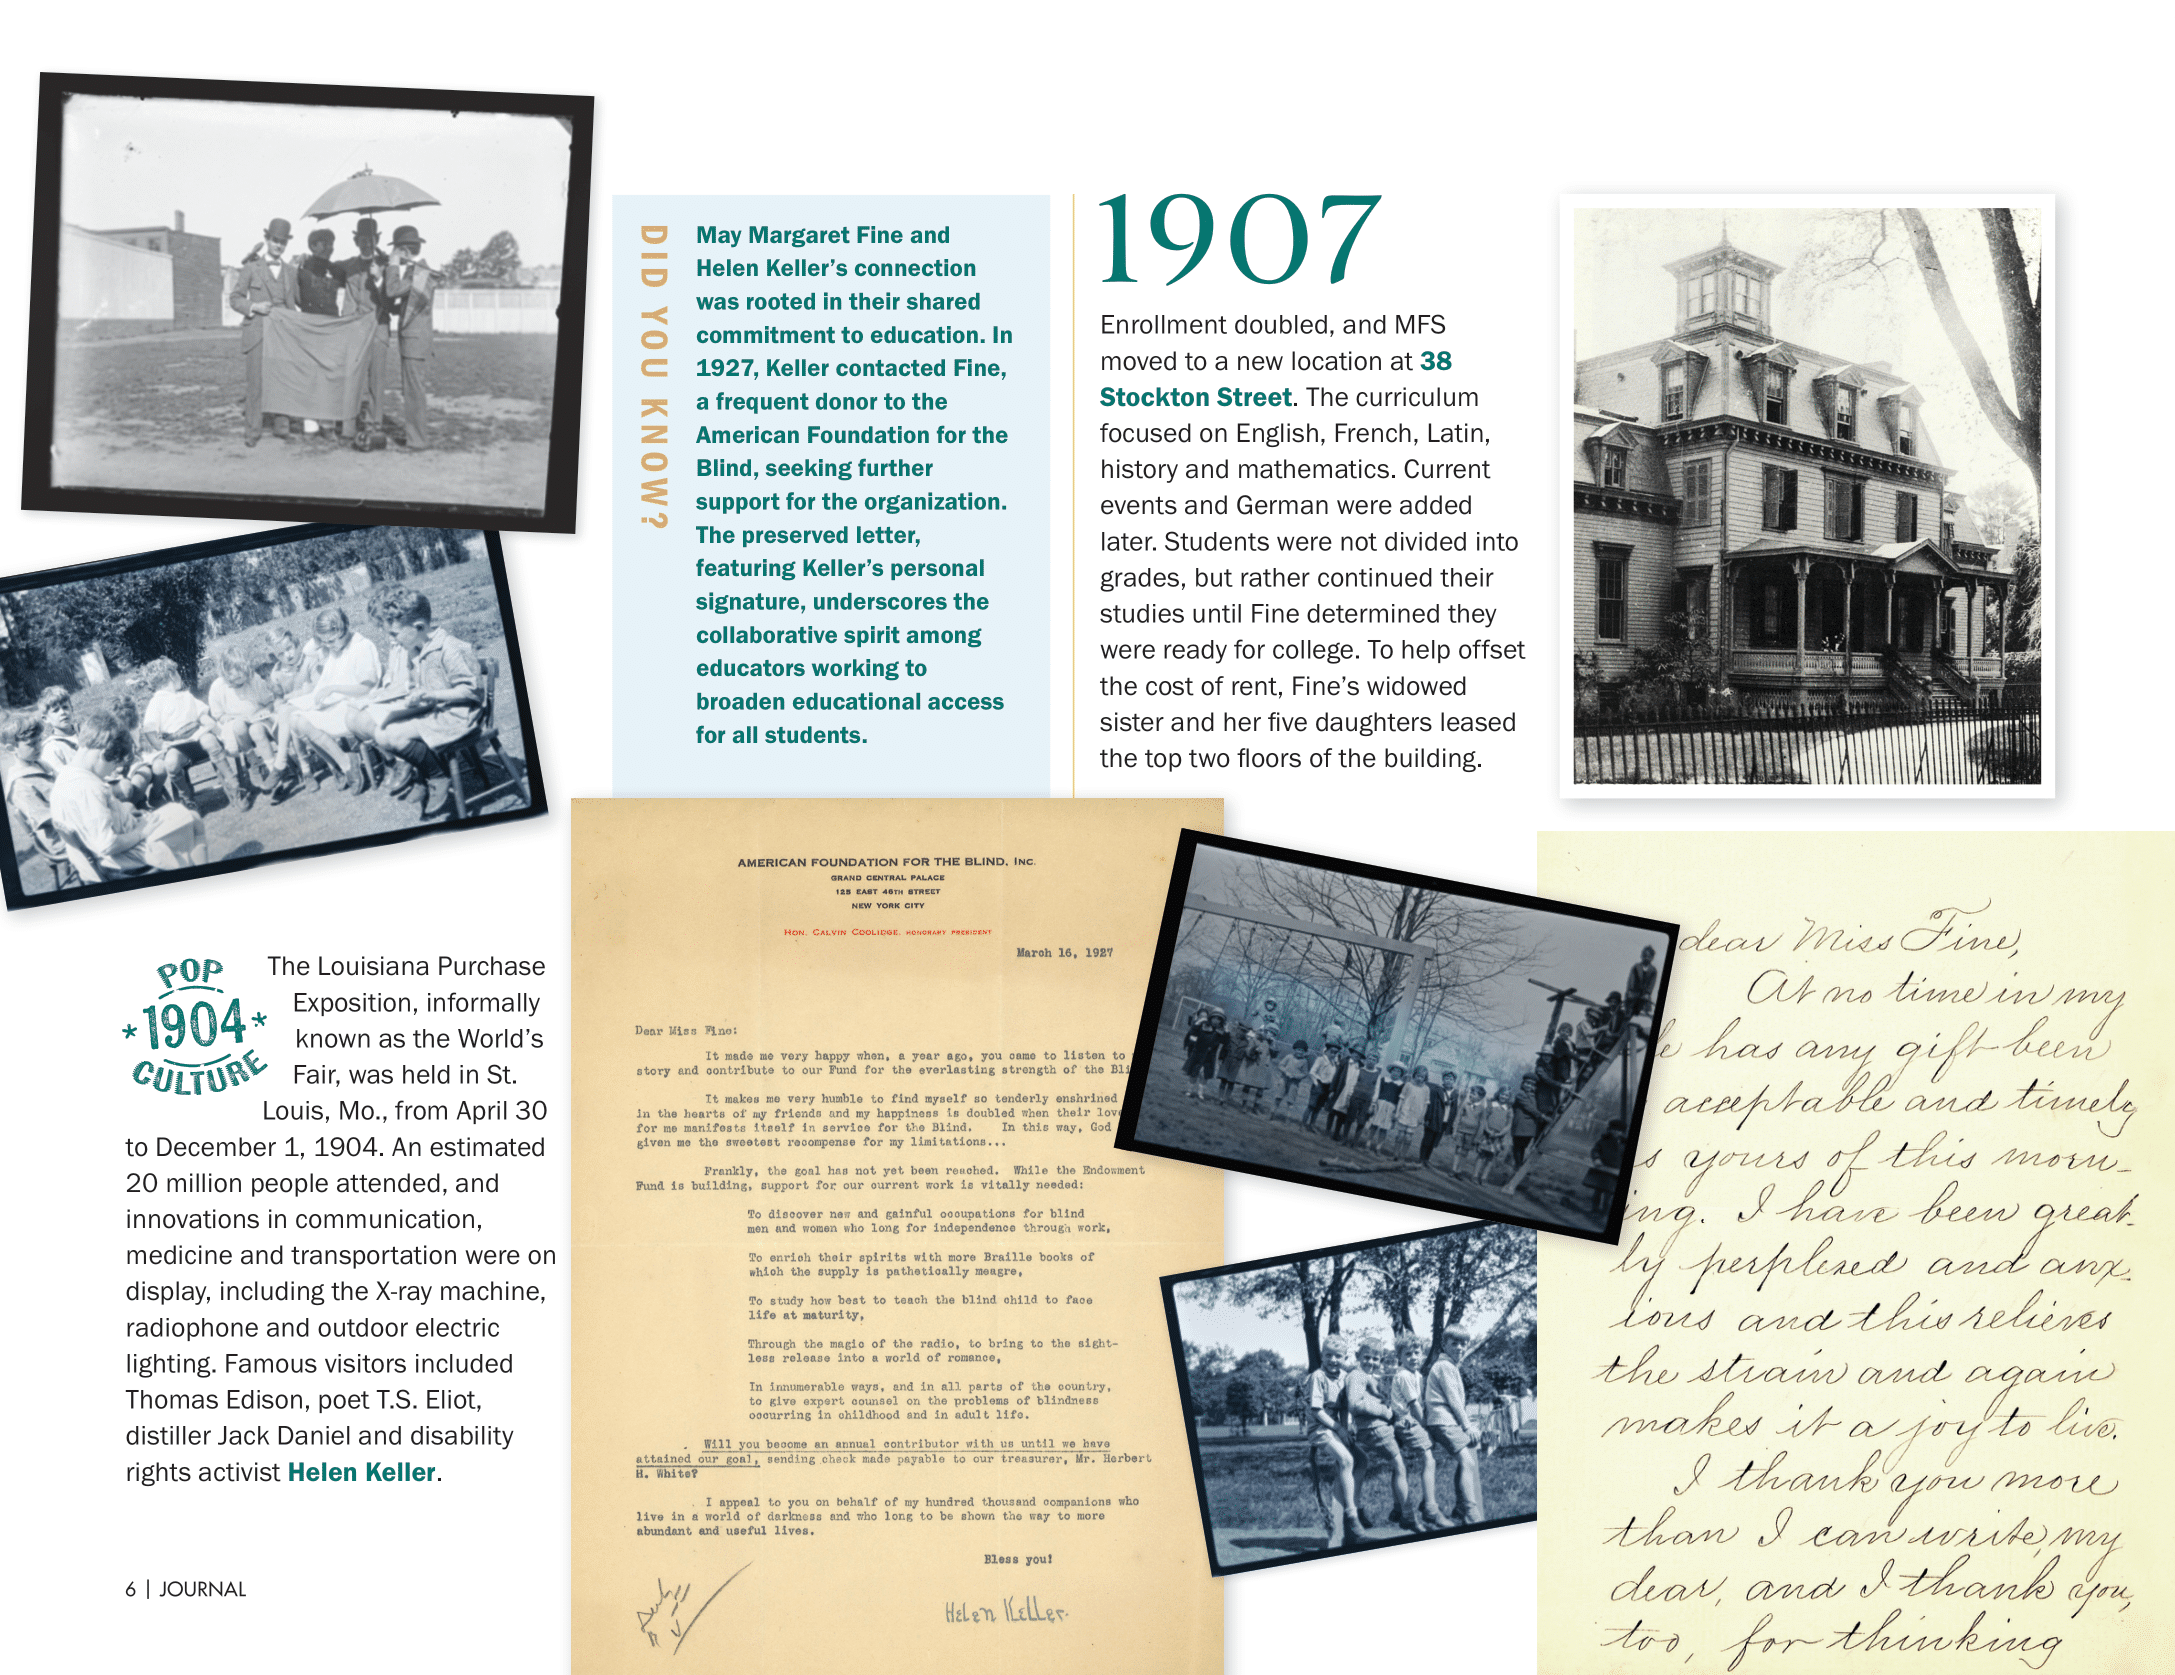 DID YOU KNOW?
May Margaret Fine and
Helen Keller’s connection
was rooted in their shared
commitment to education. In
1927, Keller contacted Fine,
a frequent donor to the
American Foundation for the
Blind, seeking further
support for the organization.
The preserved letter,
featuring Keller’s personal
signature, underscores the
collaborative spirit among
educators working to
broaden educational access
for all students.
1907
Enrollment doubled, and MFS
moved to a new location at 38
Stockton Street. The curriculum
focused on English, French, Latin,
history and mathematics. Current
events and German were added
later. Students were not divided into
grades, but rather continued their
studies until Fine determined they
were ready for college. To help offset
the cost of rent, Fine’s widowed
sister and her five daughters leased
the top two floors of the building.
POP
*1904*
CULTURE
The Louisiana Purchase
Exposition, informally
known as the World’s
Fair, was held in St.
Louis, Mo., from April 30
to December 1, 1904. An estimated
20 million people attended, and
innovations in communication,
medicine and transportation were on
display, including the X-ray machine,
radiophone and outdoor electric
lighting. Famous visitors included
Thomas Edison, poet T.S. Eliot,
distiller Jack Daniel and disability
rights activist Helen Keller.
6 | JOURNAL
AMERICAN FOUNDATION FOR THE BLIND, INC.
GRAND CENTRAL PALACE
125 EAST 46TH STREET
NEW YORK CITY
HON. CALVIN COOLIDGE, HONORARY PRESIDENT
March 16, 1927
Dear Miss Fine:
It made me very happy when, a year ago, you came to listen to
story and contribute to our Fund for the everlasting strength of the
It makes me very humble to find myself so tenderly enshrined
in the hearts of my friends and my happiness is doubled when their
for me manifests itself in service for the Blind. In this way, God
given me the sweetest recompense for my limitations...
Frankly, the goal has not yet been reached. While the Endowment
Fund is building, support for our current work is vitally needed:
To discover new and gainful occupations for blind
men and women who long for independence through work,
To enrich their spirits with more Braille books of
which the supply is pathetically meagre,
To study how best to teach the blind child to face
life at maturity,
Through the magic of the radio, to bring to the sight-
less release into a world of romance,
In innumerable ways, and in all parts of the country,
to give expert counsel on the problems of blindness
occurring in childhood and in adult life.
Will you become an annual contributor with us until we have
attained our goal, sending check made payable to our treasurer, Mr. Herbert
H. White?
I appeal to you on behalf of my hundred thousand companions who
live in a world of darkness and who long to be shown the way to more
abundant and useful lives.
Bless you!
Helen Keller.
dear Miss Fine,
At no time in my
has any gift been
acceptable and timely
yours of this morn-
ing. I have been great-
ly perplexed and anx-
ious and this relieves
the strain and again
makes it a joy to live.
I thank you more
than I can write, my
dear, and I thank you,
too, for thinking